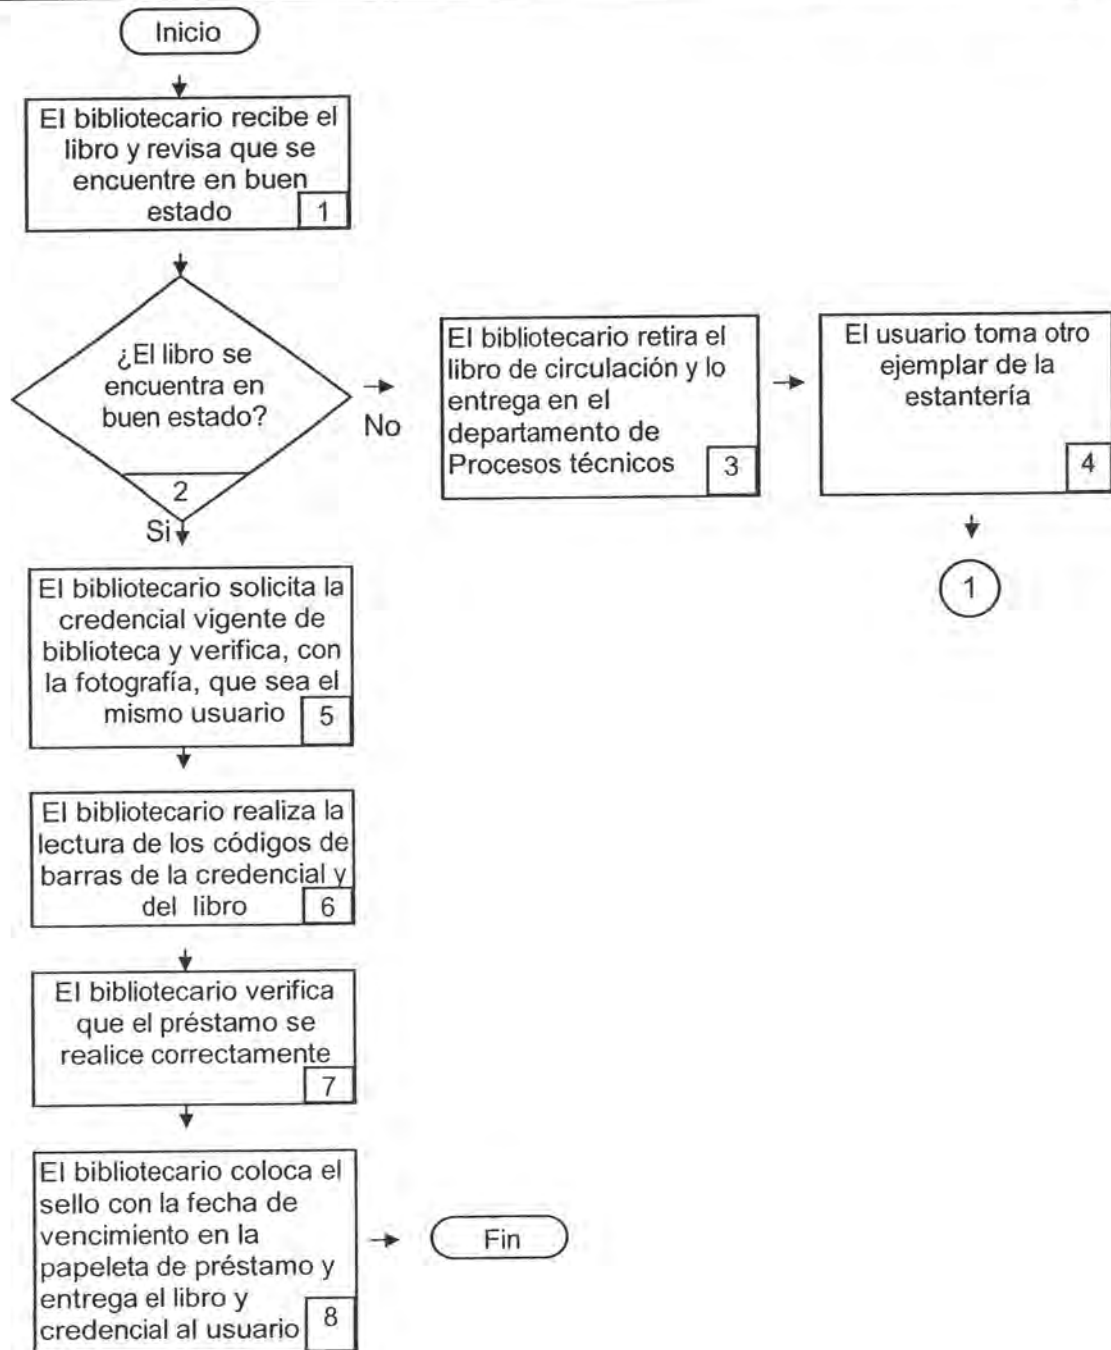 Inicio
El bibliotecario recibe el
libro y revisa que se
encuentre en buen
estado
1
¿El libro se
encuentra en
buen estado?
2
No
Si
El bibliotecario retira el
libro de circulación y lo
entrega en el
departamento de
Procesos técnicos
3
El usuario toma otro
ejemplar de la
estantería
4
1
El bibliotecario solicita la
credencial vigente de
biblioteca y verifica, con
la fotografía, que sea el
mismo usuario
5
El bibliotecario realiza la
lectura de los códigos de
barras de la credencial y
del libro
6
El bibliotecario verifica
que el préstamo se
realice correctamente
7
El bibliotecario coloca el
sello con la fecha de
vencimiento en la
papeleta de préstamo y
entrega el libro y
credencial al usuario
8
Fin